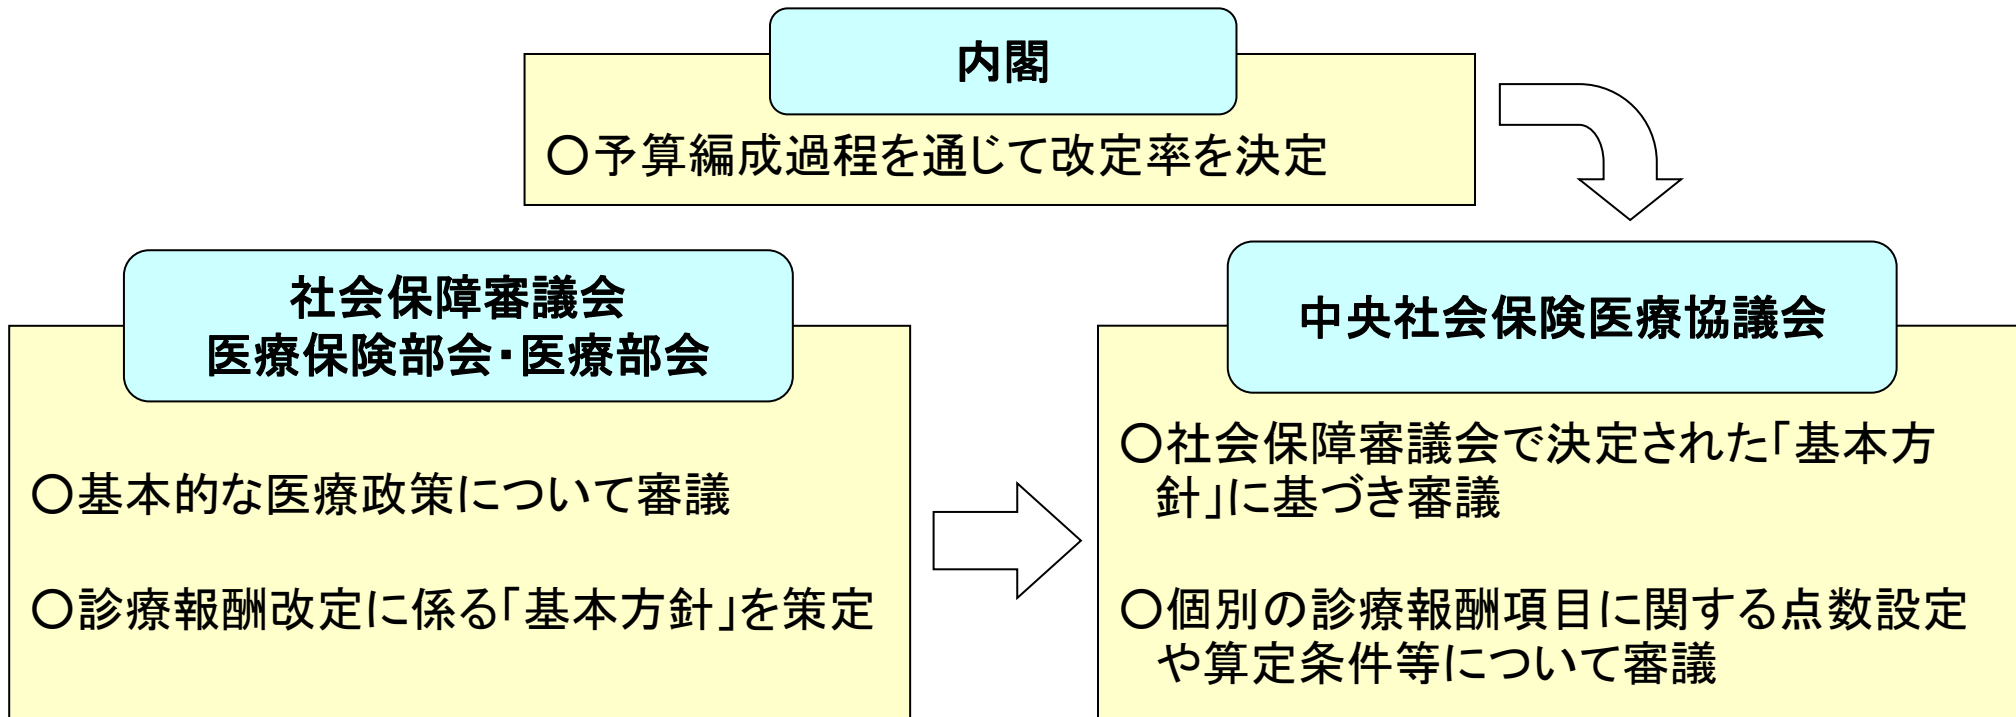 内閣
○予算編成過程を通じて改定率を決定
社会保障審議会
医療保険部会・医療部会
○基本的な医療政策について審議
○診療報酬改定に係る「基本方針」を策定
中央社会保険医療協議会
○社会保障審議会で決定された「基本方
針」に基づき審議
○個別の診療報酬項目に関する点数設定
や算定条件等について審議